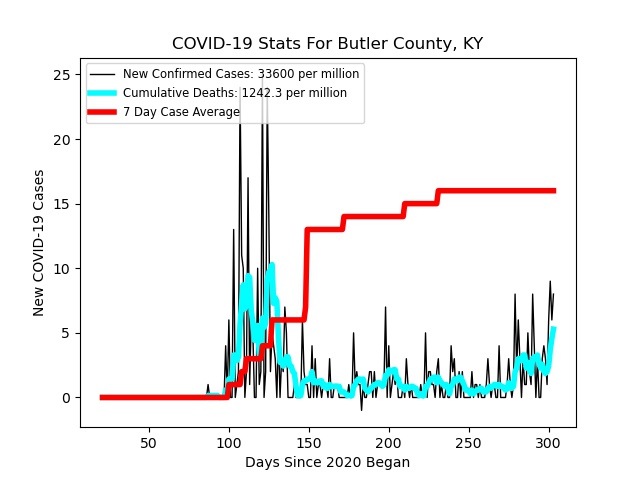 COVID-19 Stats For Butler County, KY
New Confirmed Cases: 33600 per million
Cumulative Deaths: 1242.3 per million
7 Day Case Average
New COVID-19 Cases
25
20
15
10
5
0
50 100 150 200 250 300
Days Since 2020 Began